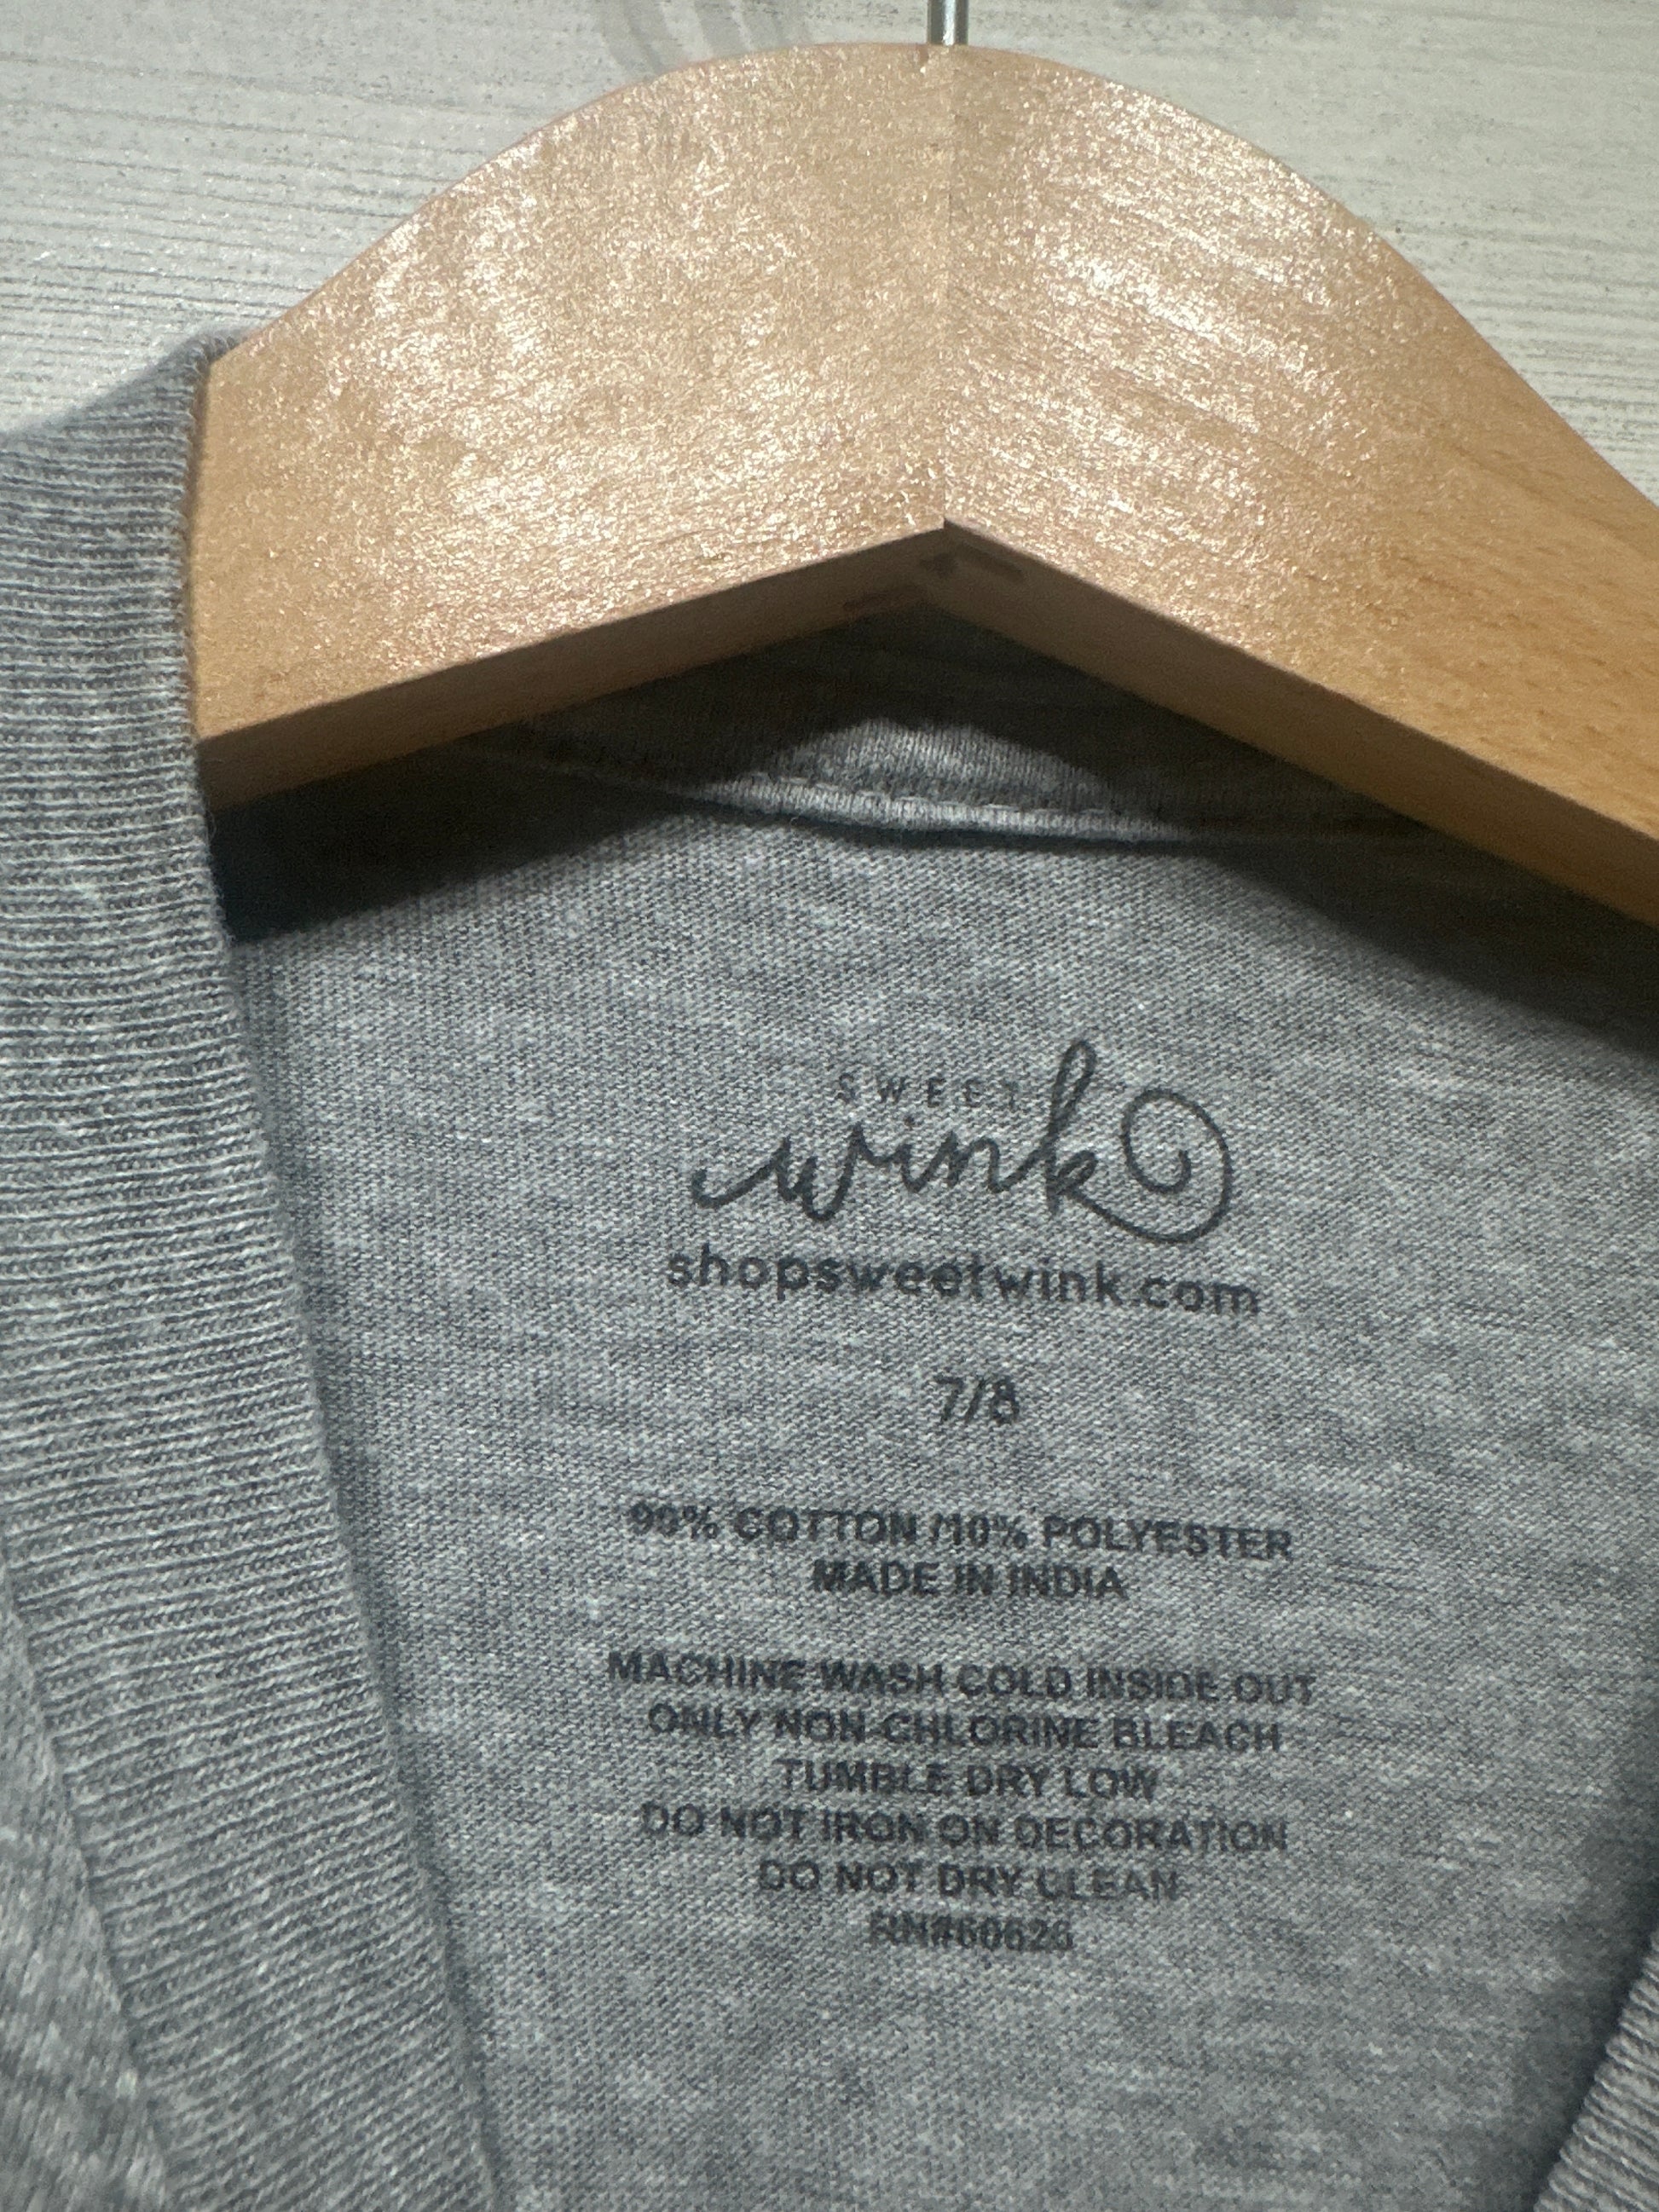 SWEET
wink
shopsweetwink.com
7/8
90% COTTON /10% POLYESTER
MADE IN INDIA
MACHINE WASH COLD INSIDE OUT
ONLY NON-CHLORINE BLEACH
TUMBLE DRY LOW
DO NOT IRON ON DECORATION
DO NOT DRY CLEAN